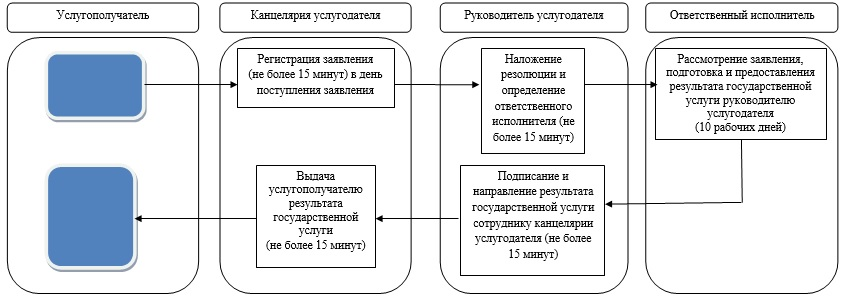 Услугополучатель
Канцелярия услугодателя
Руководитель услугодателя
Ответственный исполнитель
Регистрация заявления
(не более 15 минут) в день
поступления заявления
Наложение
резолюции и
определение
ответственного
исполнителя (не
более 15 минут)
Рассмотрение заявления,
подготовка и предоставления
результата государственной
услуги руководителю
услугодателя
(10 рабочих дней)
Выдача
услугополучателю
результата
государственной
услуги
(не более 15 минут)
Подписание и
направление результата
государственной услуги
сотруднику канцелярии
услугодателя (не более
15 минут)